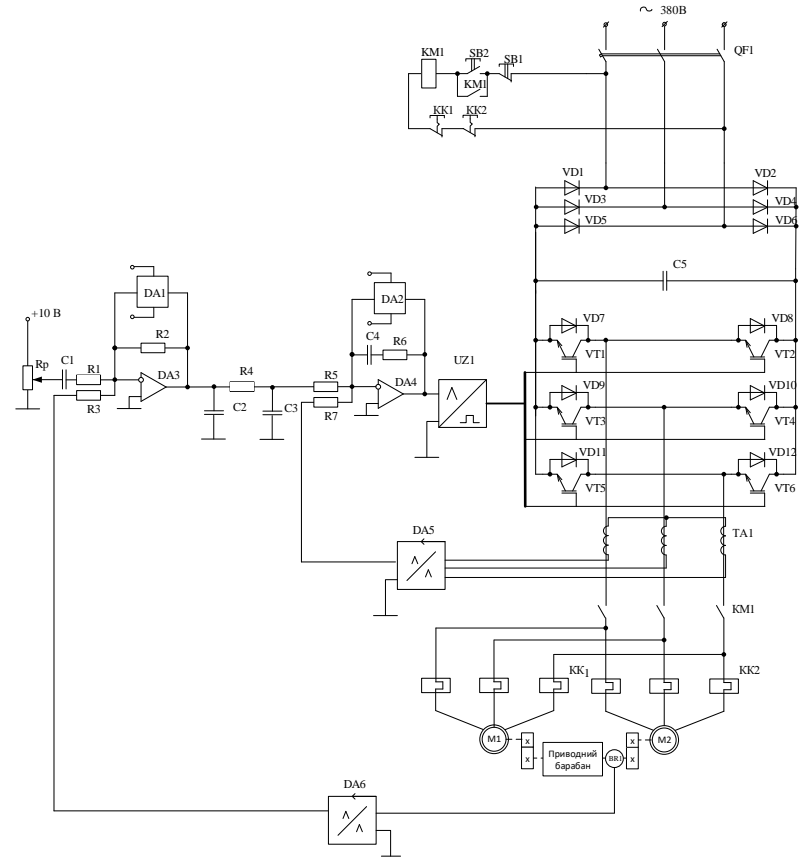 380В
QF1
KM1
SB2
SB1
KM1
KK1
KK2
VD1
VD2
VD3
VD4
VD5
VD6
C5
+10 В
DA1
DA2
R2
C4
R6
VD7
VD8
VT1
VT2
Rp
C1
R1
DA3
R4
R5
DA4
UZ1
R3
C2
C3
R7
VD9
VD10
VT3
VT4
VD11
VD12
VT5
VT6
DA5
TA1
KM1
KK1
KK2
M1
M2
x
x
x
x
Приводний
барабан
BR1
DA6